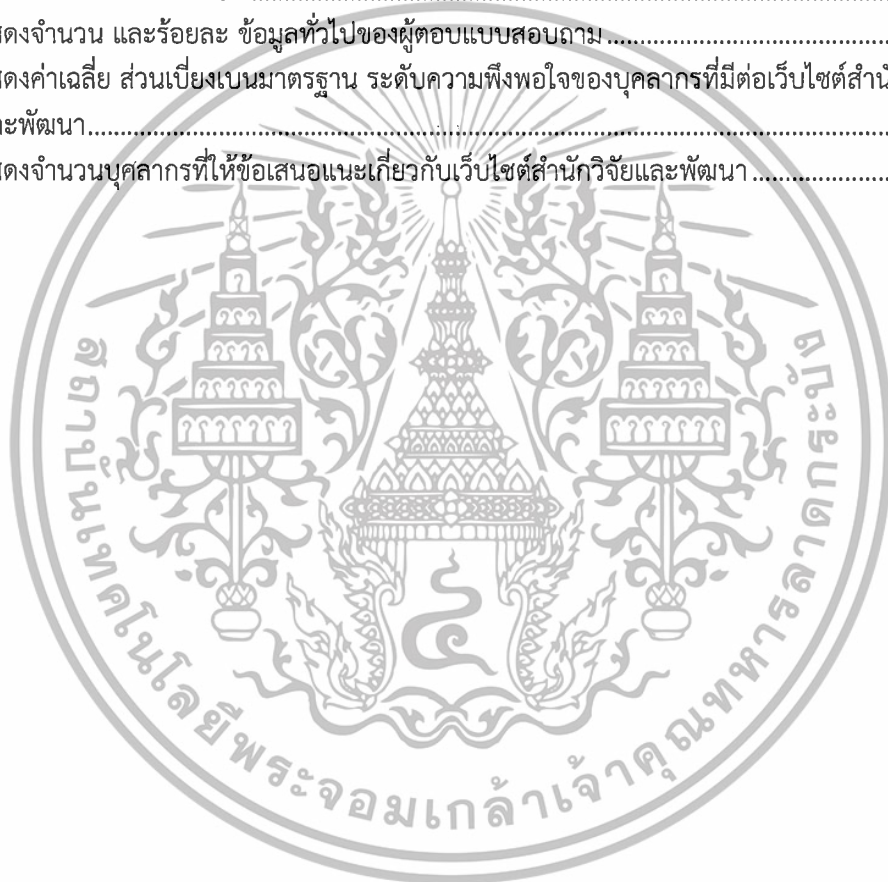 สดงจำนวน และร้อยละ ข้อมูลทั่วไปของผู้ตอบแบบสอบถาม
สดงค่าเฉลี่ย ส่วนเบี่ยงเบนมาตรฐาน ระดับความพึงพอใจของบุคลากรที่มีต่อเว็บไซต์สำนั
ะพัฒนา
สดงจำนวนบุคลากรที่ให้ข้อเสนอแนะเกี่ยวกับเว็บไซต์สำนักวิจัยและพัฒนา
๔
สถาบันเทคโนโลยีพระจอมเกล้าเจ้าคุณทหารลาดกระบัง